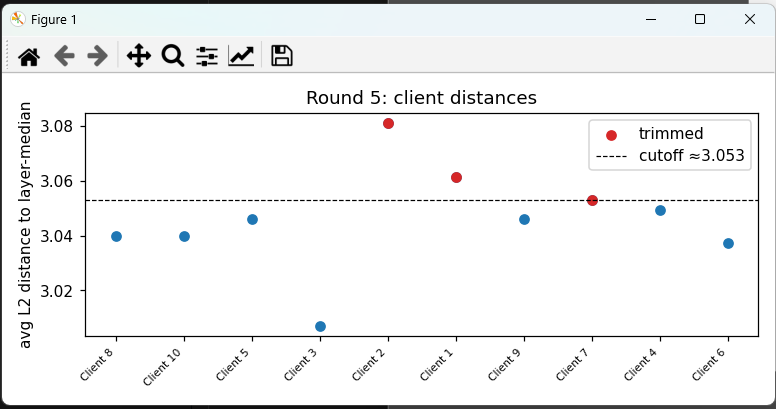 Figure 1
Round 5: client distances
avg L2 distance to layer-median
3.08
3.06
3.04
3.02
trimmed
cutoff ≈3.053
Client 8
Client 10
Client 5
Client 3
Client 2
Client 1
Client 9
Client 7
Client 4
Client 6